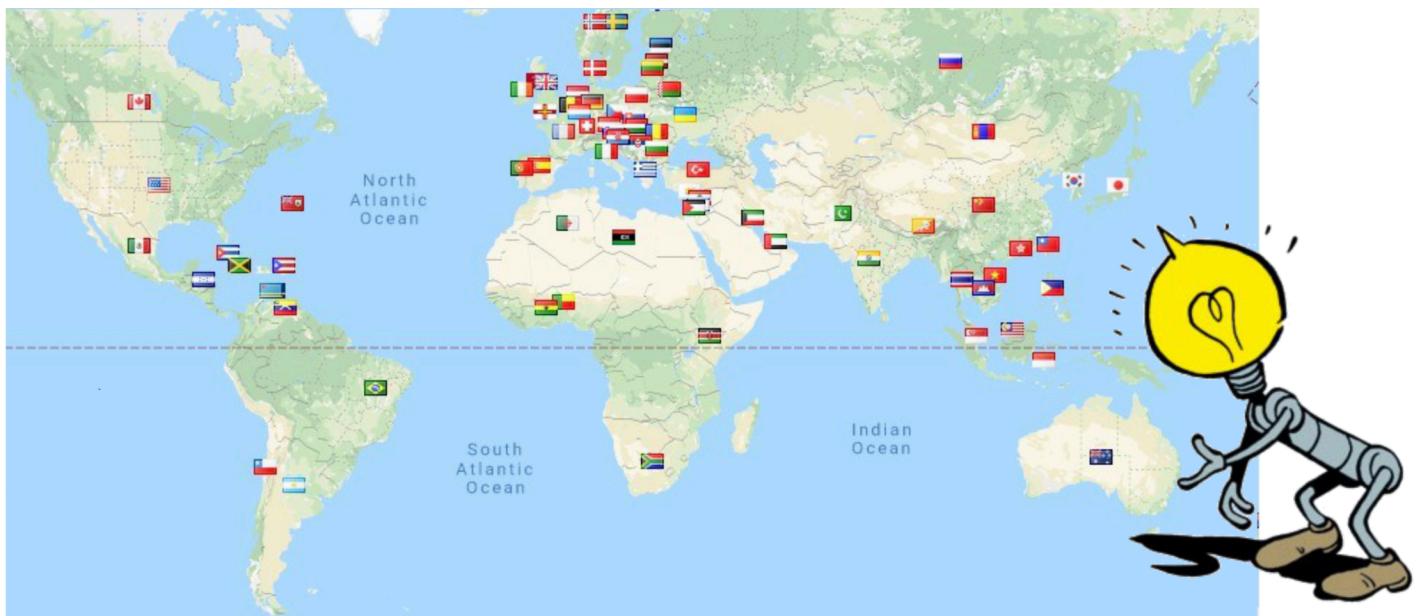 North
Atlantic
Ocean
South
Atlantic
Ocean
Indian
Ocean